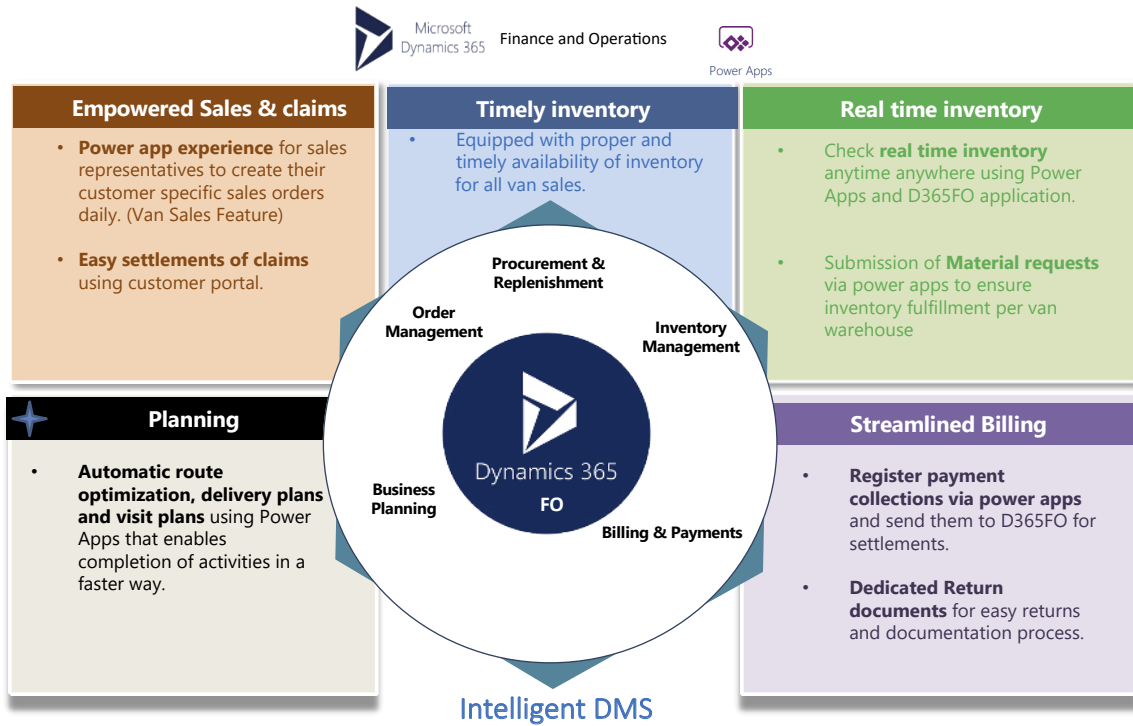 Microsoft
Dynamics 365
Finance and Operations
Power Apps
Empowered Sales & claims
• Power app experience for sales
representatives to create their
customer specific sales orders
daily. (Van Sales Feature)
• Easy settlements of claims
using customer portal.
Timely inventory
• Equipped with proper and
timely availability of inventory
for all van sales.
Real time inventory
• Check real time inventory
anytime anywhere using Power
Apps and D365FO application.
• Submission of Material requests
via power apps to ensure
inventory fulfillment per van
warehouse
Procurement &
Replenishment
Order
Management
Inventory
Management
Dynamics 365
FO
Business
Planning
Billing & Payments
Planning
• Automatic route
optimization, delivery plans
and visit plans using Power
Apps that enables
completion of activities in a
faster way.
Streamlined Billing
• Register payment
collections via power apps
and send them to D365FO for
settlements.
• Dedicated Return
documents for easy returns
and documentation process.
Intelligent DMS